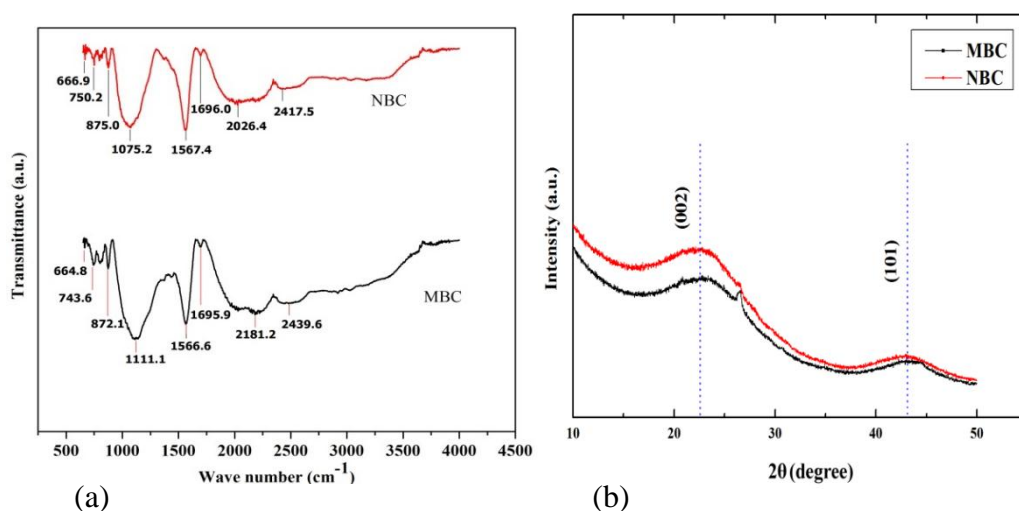 Transmittance (a.u.)
666.9
750.2
875.0
1075.2
1567.4
1696.0
2026.4
2417.5
NBC
664.8
743.6
872.1
1111.1
1566.6
1695.9
2181.2
2439.6
MBC
500 1000 1500 2000 2500 3000 3500 4000 4500
Wave number (cm-1)
(a)
Intensity (a.u.)
MBC
NBC
(002)
(101)
10 20 30 40 50
2θ (degree)
(b)